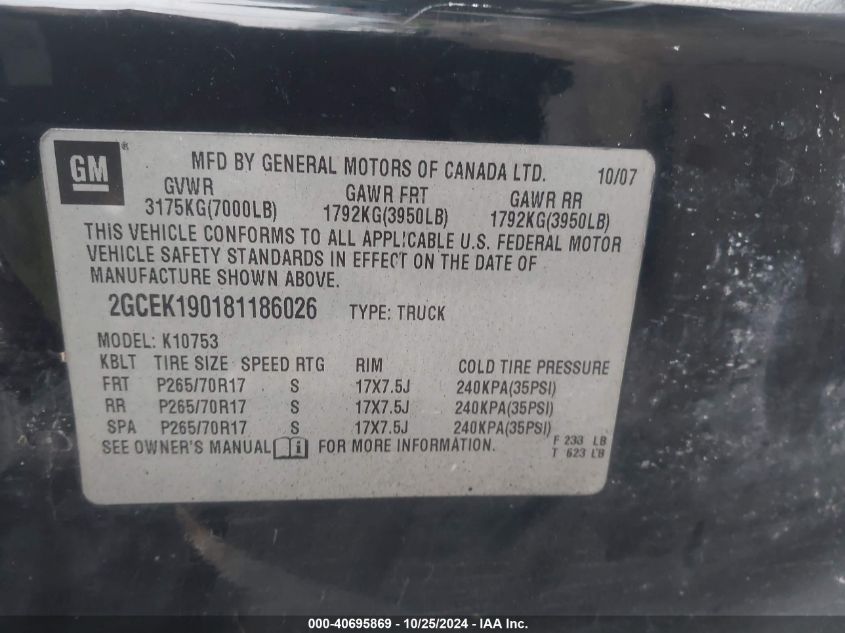 GM®
MFD BY GENERAL MOTORS OF CANADA LTD. 10/07
GVWR GAWR FRT GAWR RR
3175KG(7000LB) 1792KG(3950LB) 1792KG(3950LB)
THIS VEHICLE CONFORMS TO ALL APPLICABLE U.S. FEDERAL MOTOR
VEHICLE SAFETY STANDARDS IN EFFECT ON THE DATE OF
MANUFACTURE SHOWN ABOVE.
2GCEK190181186026 TYPE: TRUCK
MODEL: K10753
KBLT TIRE SIZE SPEED RTG RIM COLD TIRE PRESSURE
FRT P265/70R17 S 17X7.5J 240KPA(35PSI)
RR P265/70R17 S 17X7.5J 240KPA(35PSI)
SPA P265/70R17 S 17X7.5J 240KPA(35PSI)
SEE OWNER'S MANUAL i FOR MORE INFORMATION.
F 233 LB
T 623 LB
000-40695869 - 10/25/2024 - IAA Inc.